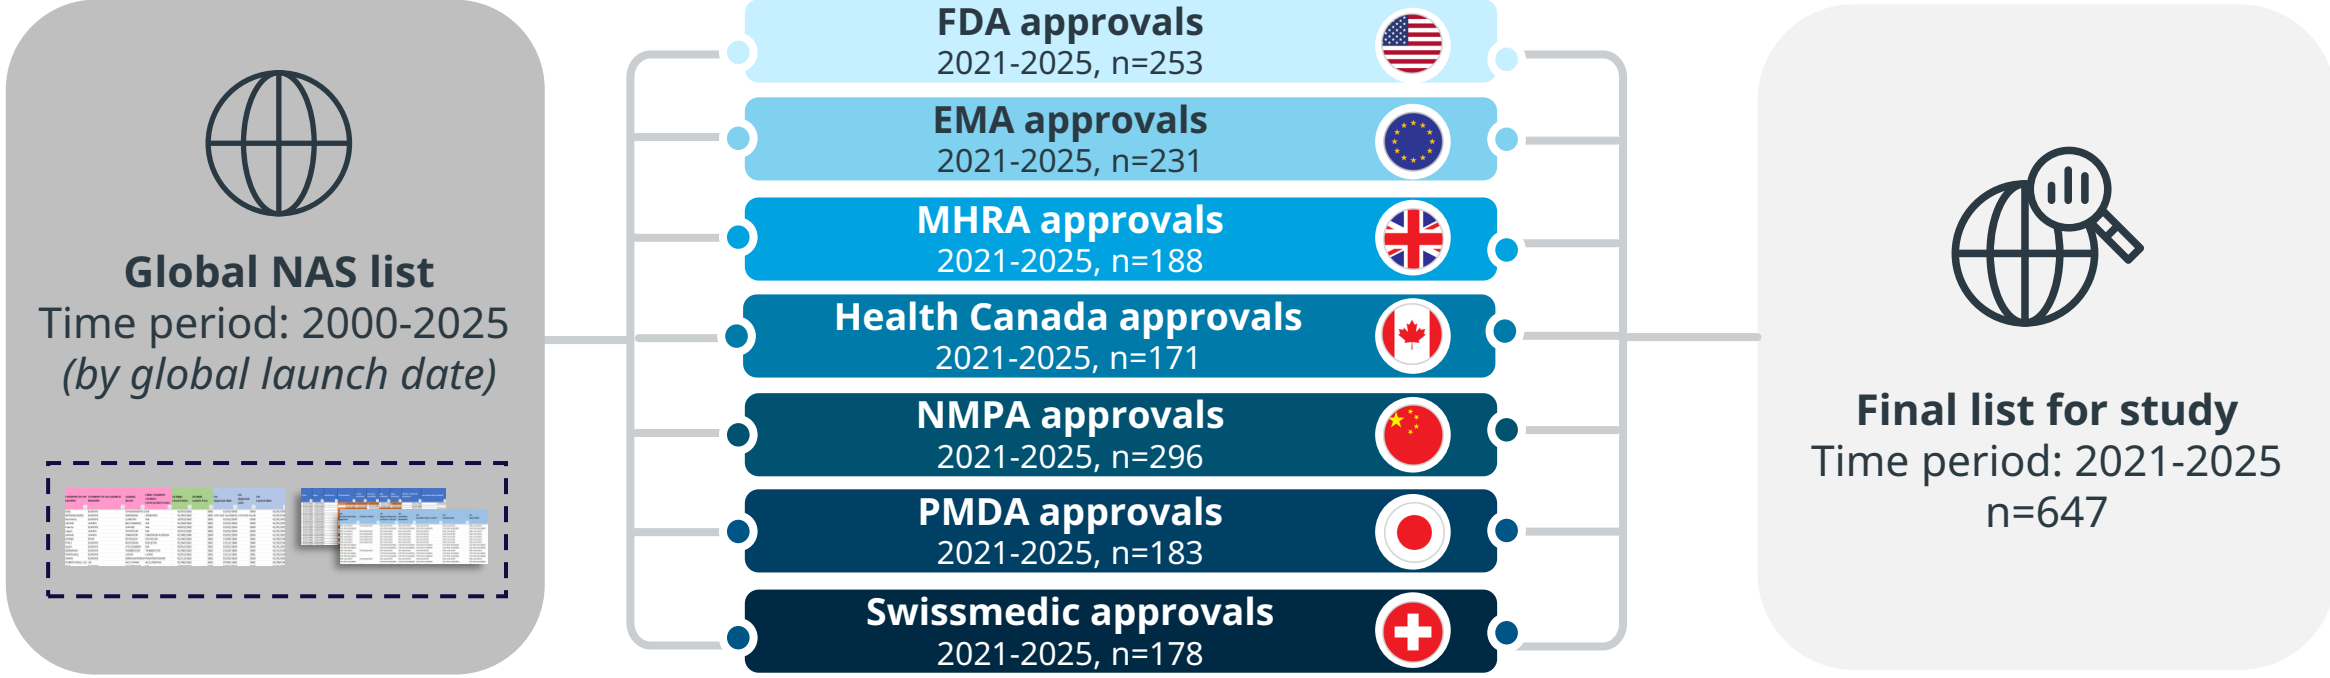 Global NAS list
Time period: 2000-2025
(by global launch date)
FDA approvals
2021-2025, n=253
EMA approvals
2021-2025, n=231
MHRA approvals
2021-2025, n=188
Health Canada approvals
2021-2025, n=171
NMPA approvals
2021-2025, n=296
PMDA approvals
2021-2025, n=183
Swissmedic approvals
2021-2025, n=178
Final list for study
Time period: 2021-2025
n=647